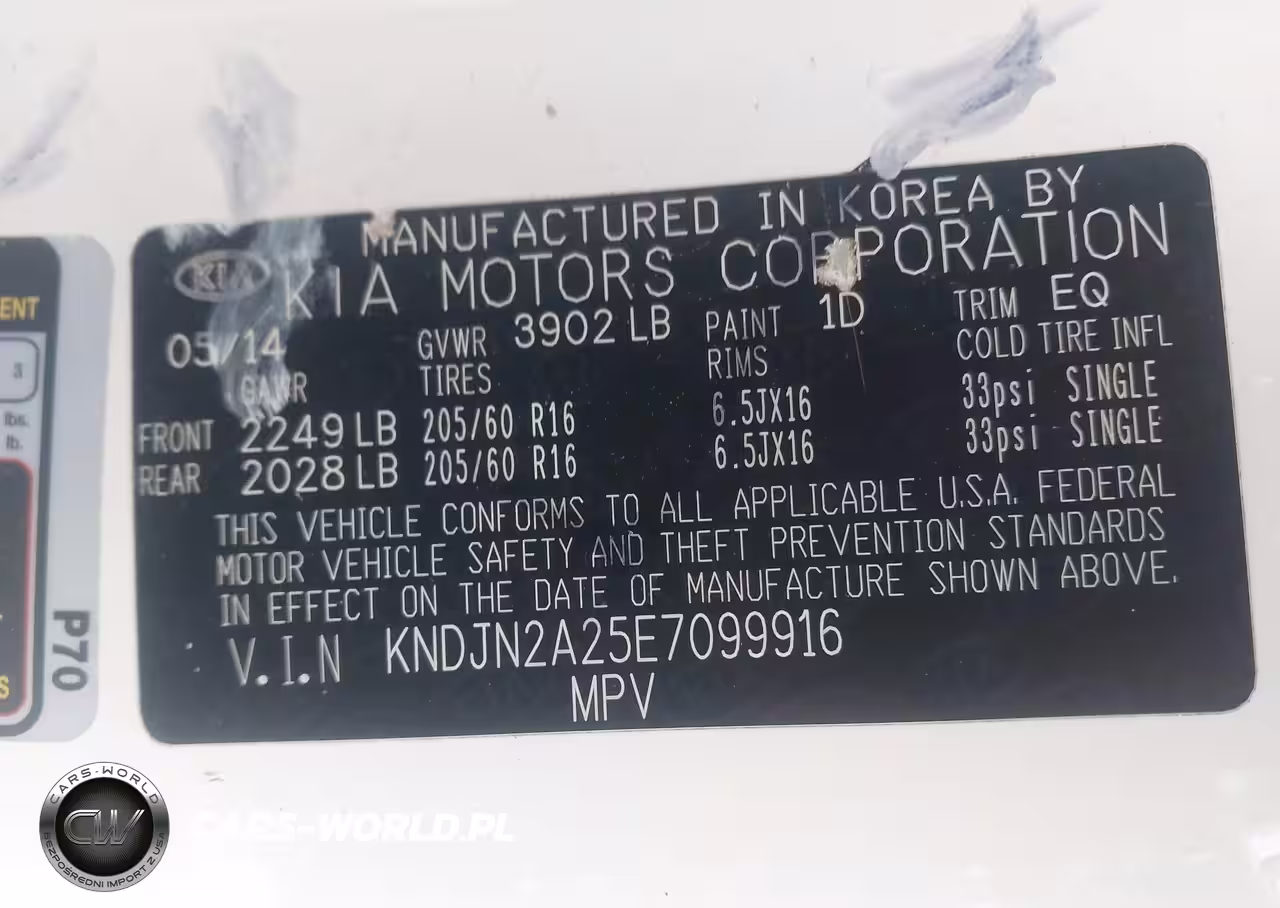 MANUFACTURED IN KOREA BY
KIA KIA MOTORS CORPORATION
05/14 GVWR 3902 LB PAINT 1D TRIM EQ
GAWR TIRES RIMS COLD TIRE INFL
FRONT 2249 LB 205/60 R16 6.5JX16 33psi SINGLE
REAR 2028 LB 205/60 R16 6.5JX16 33psi SINGLE
THIS VEHICLE CONFORMS TO ALL APPLICABLE U.S.A. FEDERAL
MOTOR VEHICLE SAFETY AND THEFT PREVENTION STANDARDS
IN EFFECT ON THE DATE OF MANUFACTURE SHOWN ABOVE.
V.I.N KNDJN2A25E7099916
MPV
ENT
3
lbs.
lb.
S
P70
CARS-WORLD
CW
BEZPOŚREDNI IMPORT Z USA
CARS-WORLD.PL